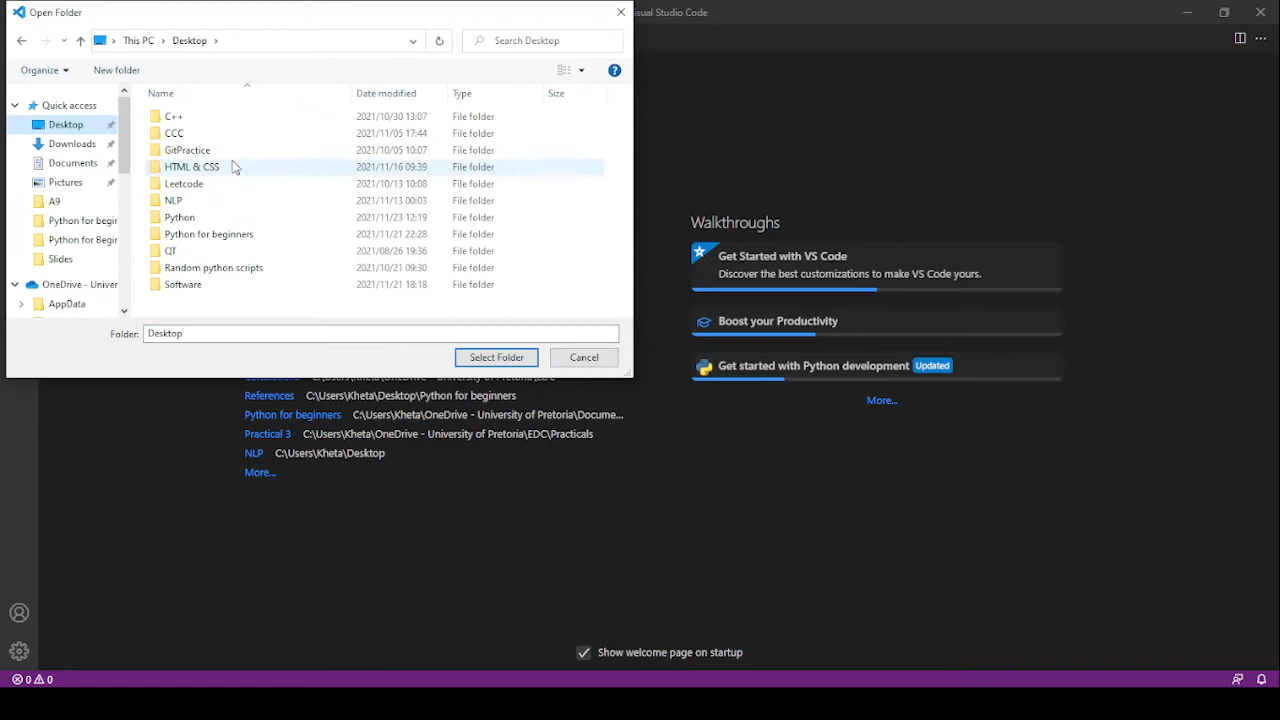 Open Folder
Visual Studio Code
This PC > Desktop >
Search Desktop
Organize
New folder
Name Date modified Type Size
Quick access
Desktop
Downloads
Documents
Pictures
A9
Python for begin
Python for Begin
Slides
OneDrive - Univer
AppData
C++ 2021/10/30 13:07 File folder
CCC 2021/11/05 17:44 File folder
GitPractice 2021/10/05 10:07 File folder
HTML & CSS 2021/11/16 09:39 File folder
Leetcode 2021/10/13 10:08 File folder
NLP 2021/11/13 00:03 File folder
Python 2021/11/23 12:19 File folder
Python for beginners 2021/11/21 22:28 File folder
QT 2021/08/26 19:36 File folder
Random python scripts 2021/10/21 09:30 File folder
Software 2021/11/21 18:18 File folder
Folder: Desktop
Select Folder Cancel
References C:\Users\Kheta\Desktop\Python for beginners
Python for beginners C:\Users\Kheta\OneDrive - University of Pretoria\Docume...
Practical 3 C:\Users\Kheta\OneDrive - University of Pretoria\EDC\Practicals
NLP C:\Users\Kheta\Desktop
More...
Walkthroughs
Get Started with VS Code
Discover the best customizations to make VS Code yours.
Boost your Productivity
Get started with Python development Updated
More...
Show welcome page on startup
0 0